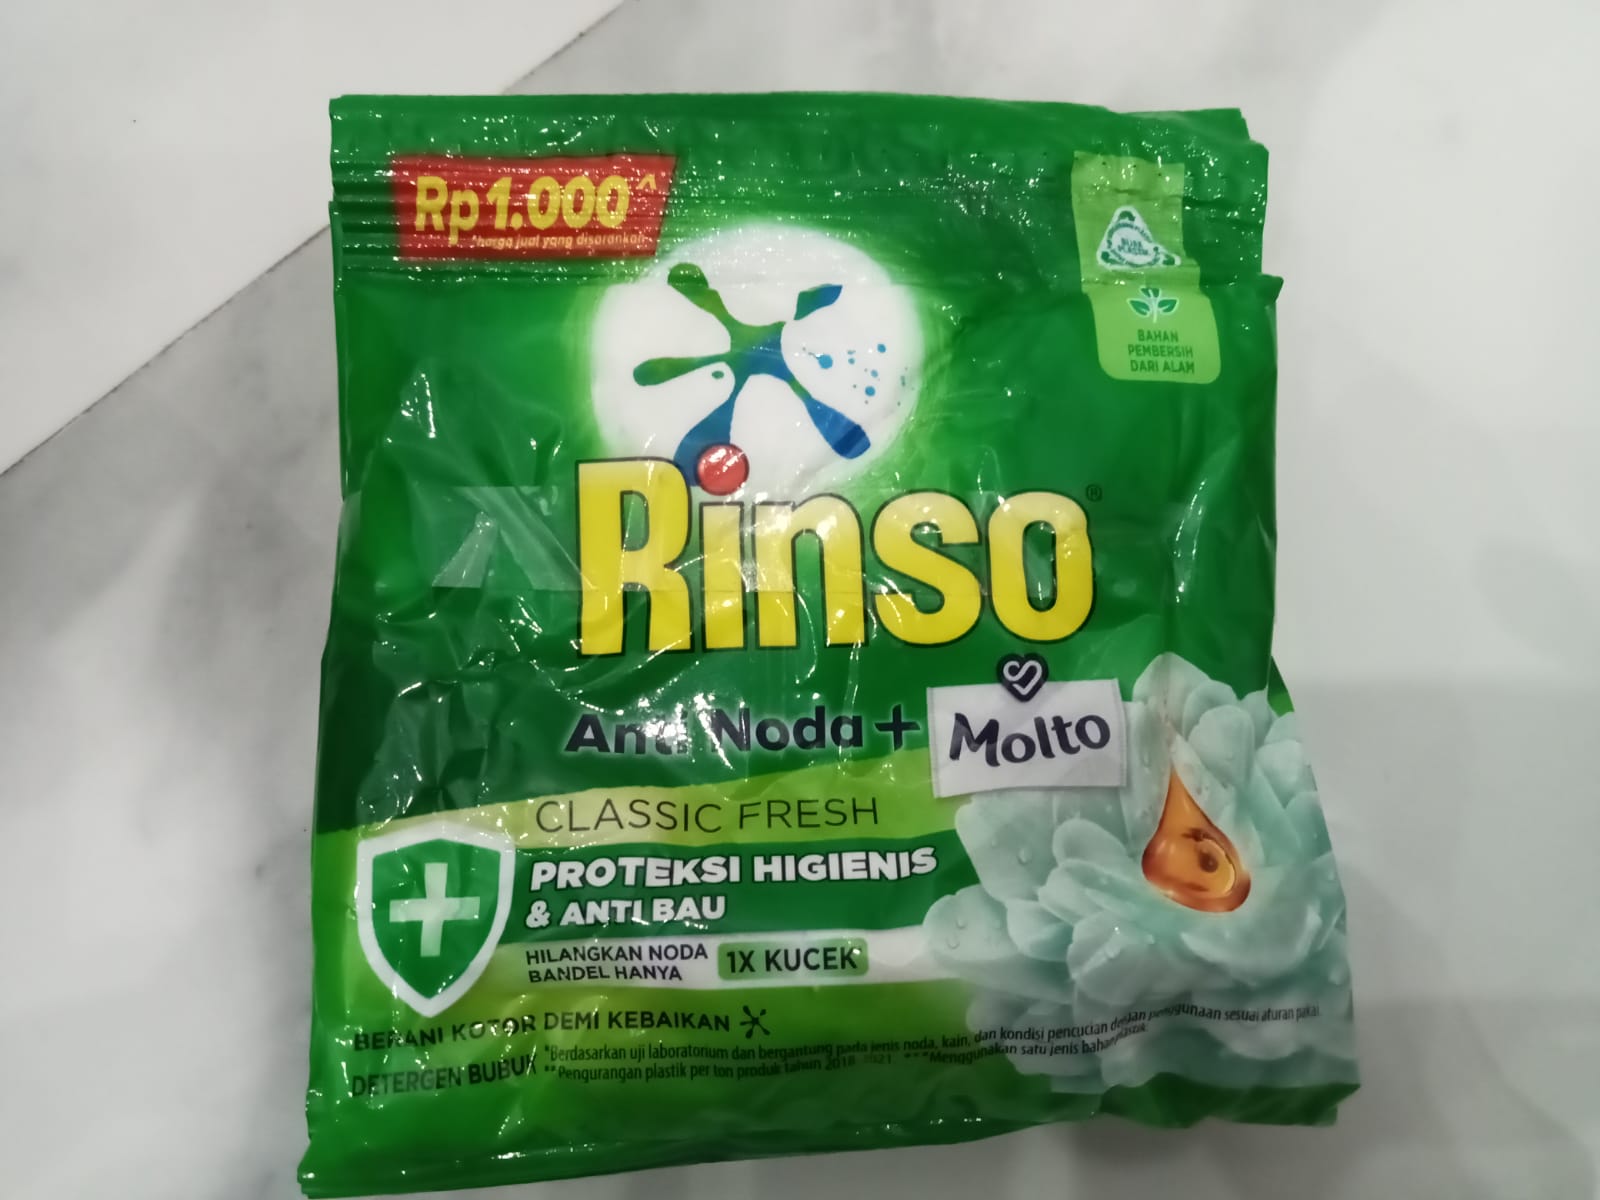 Rp1.000^
^harga jual yang disarankan
BAHAN
PEMBERSIH
DARI ALAM
Rinso®
Anti Noda + Molto
CLASSIC FRESH
PROTEKSI HIGIENIS
& ANTI BAU
HILANGKAN NODA
BANDEL HANYA
1X KUCEK
BERANI KOTOR DEMI KEBAIKAN
DETERGEN BUBUK
*Berdasarkan uji laboratorium dan bergantung pada jenis noda, kain, dan kondisi pencucian dengan penggunaan sesuai aturan pakai.
**Pengurangan plastik per ton produk tahun 2018-2021 ***Menggunakan satu jenis bahan plastik.